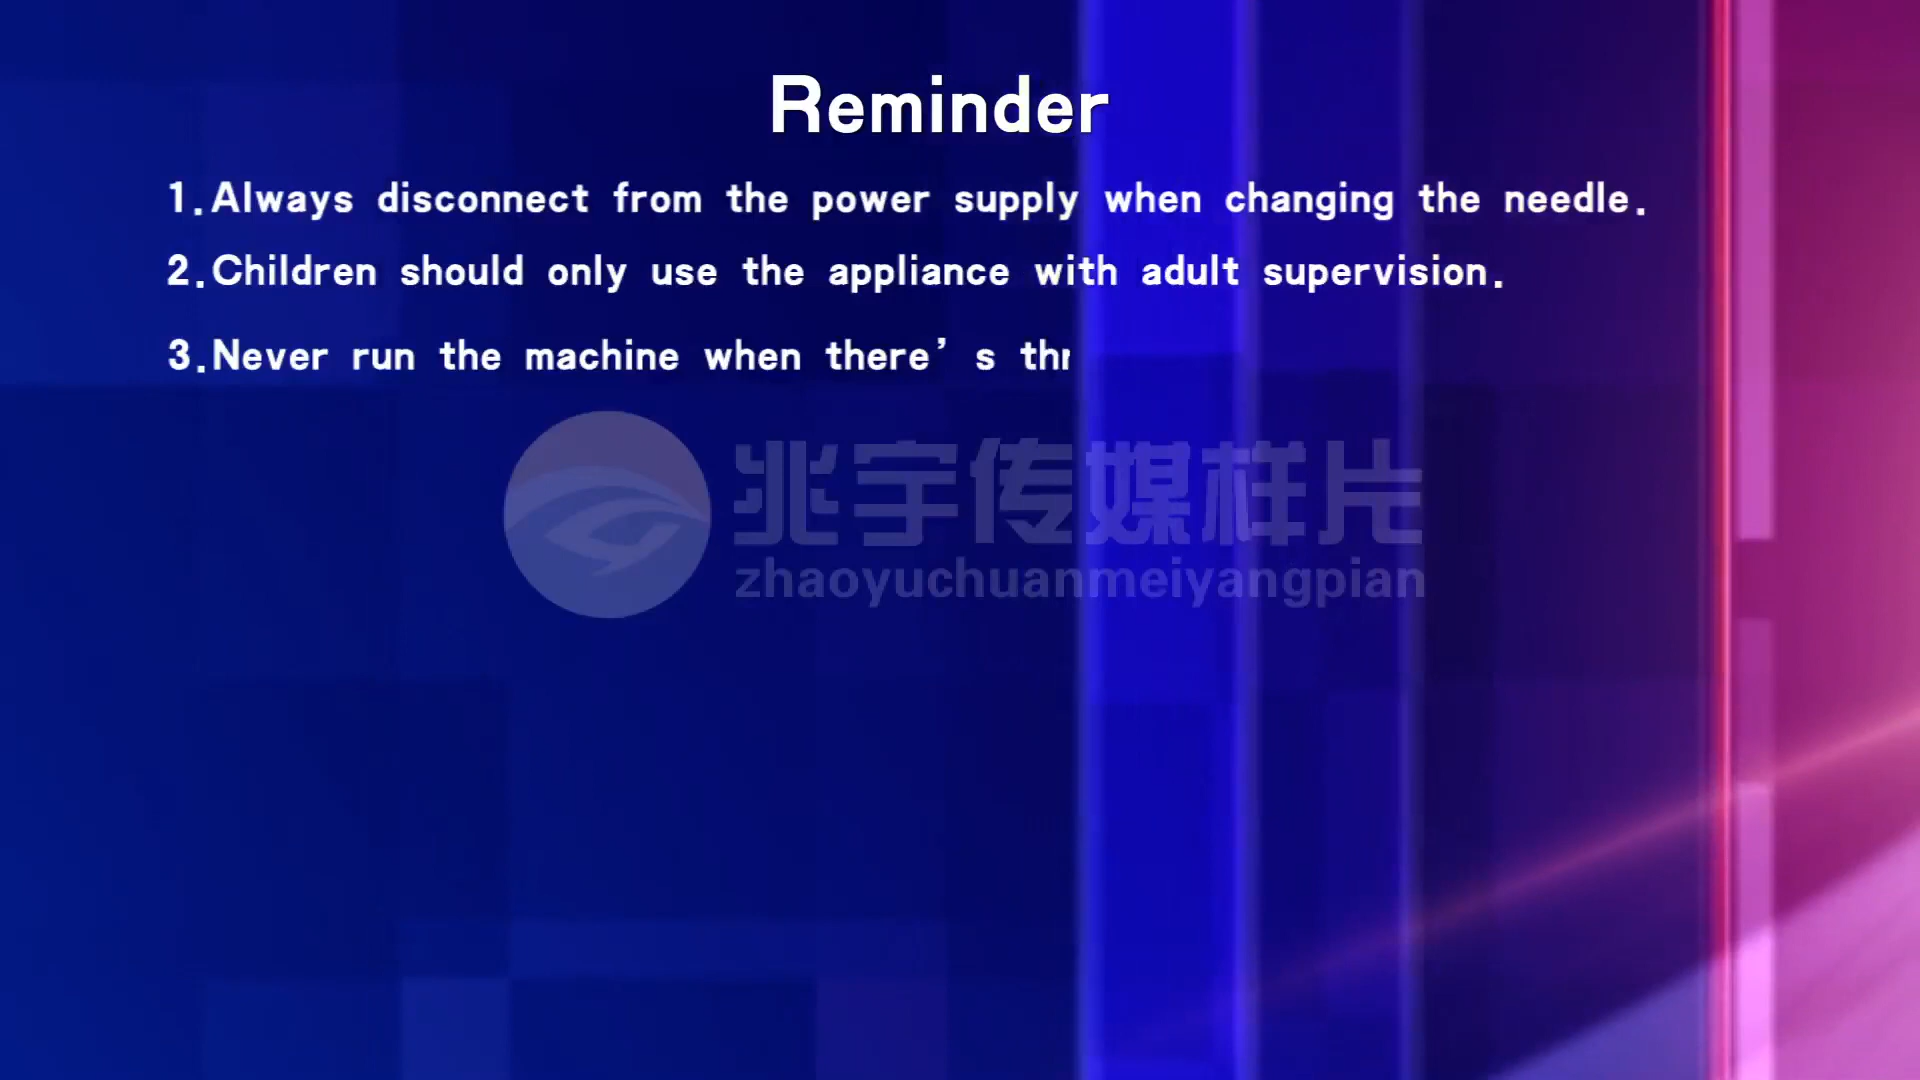 Reminder
1.Always disconnect from the power supply when changing the needle.
2.Children should only use the appliance with adult supervision.
3.Never run the machine when there’s thr
兆宇传媒样片
zhaoyuchuanmeiyangpian